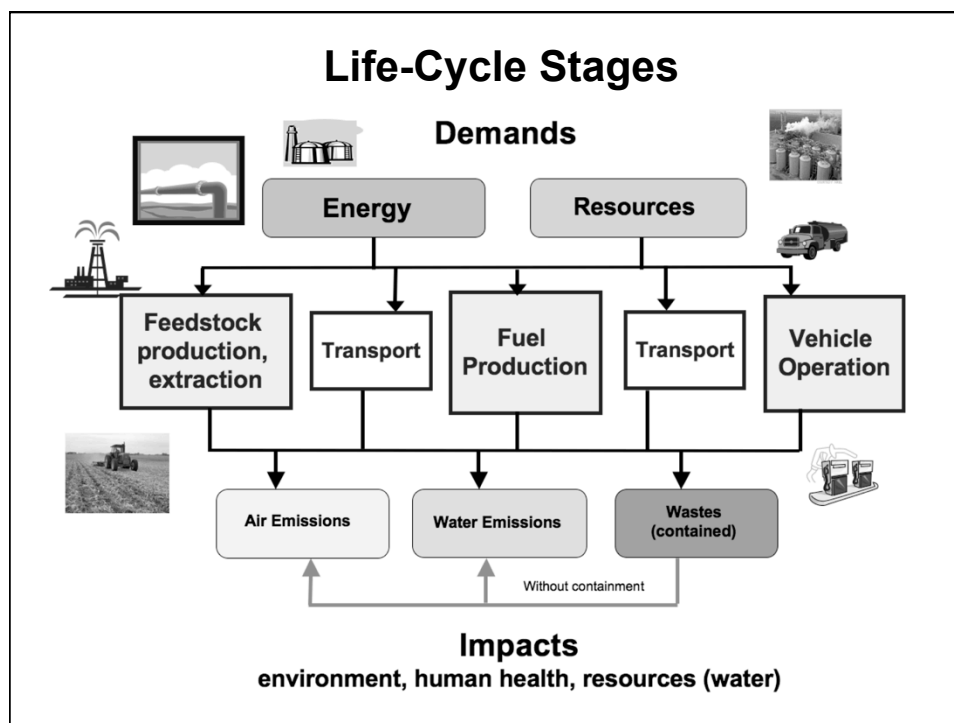 Life-Cycle Stages
Demands
Energy
Resources
Feedstock
production,
extraction
Transport
Fuel
Production
Transport
Vehicle
Operation
Air Emissions
Water Emissions
Wastes
(contained)
Without containment
Impacts
environment, human health, resources (water)